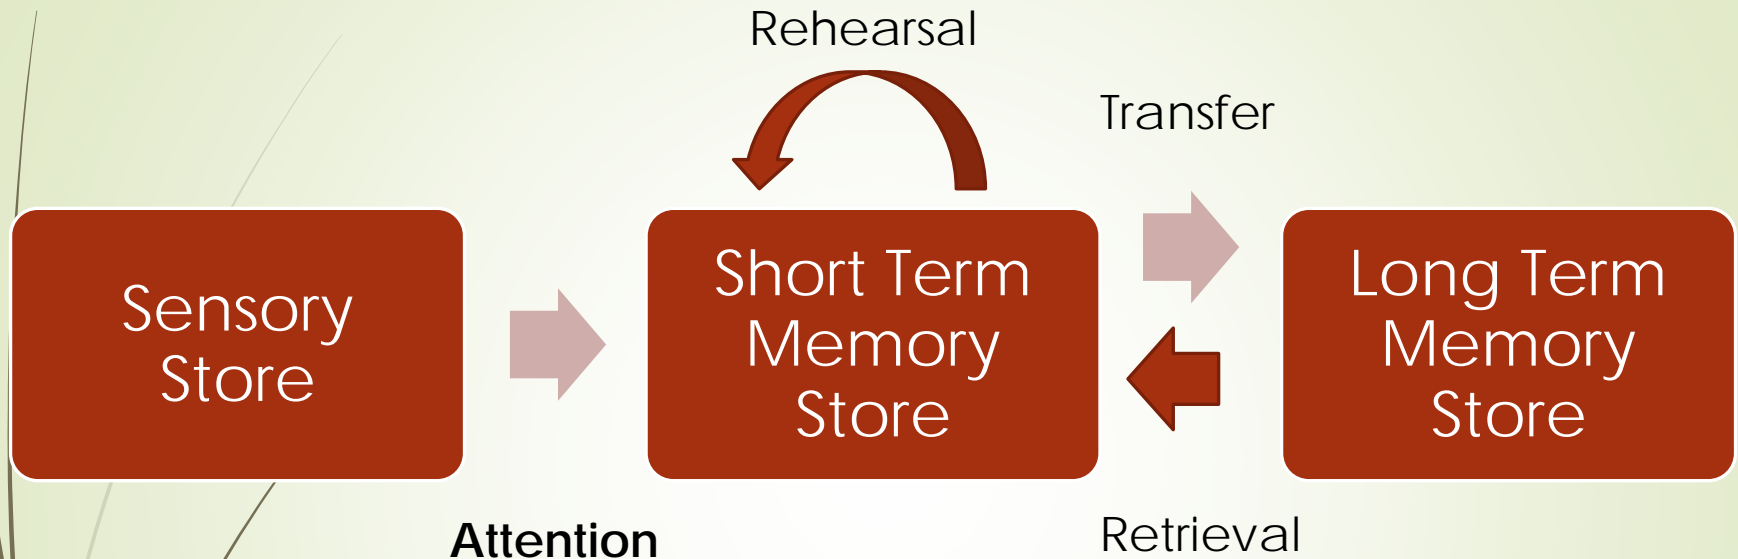 Rehearsal
Transfer
Sensory
Store
Short Term
Memory
Store
Long Term
Memory
Store
Attention
Retrieval